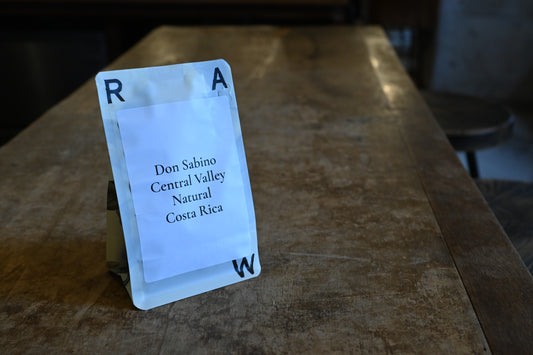 R A
Don Sabino
Central Valley
Natural
Costa Rica
W